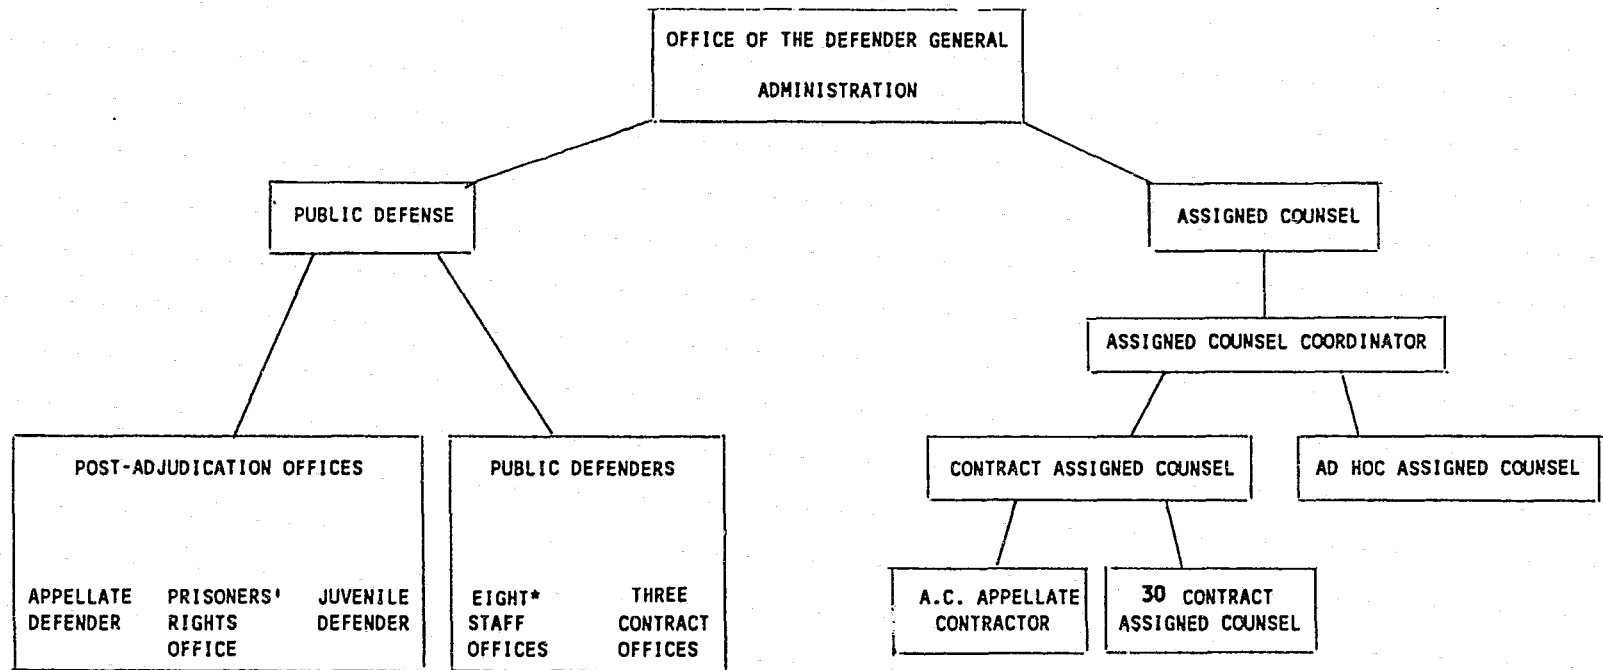 OFFICE OF THE DEFENDER GENERAL
ADMINISTRATION
PUBLIC DEFENSE
ASSIGNED COUNSEL
ASSIGNED COUNSEL COORDINATOR
POST-ADJUDICATION OFFICES
APPELLATE
DEFENDER
PRISONERS'
RIGHTS
OFFICE
JUVENILE
DEFENDER
PUBLIC DEFENDERS
EIGHT*
STAFF
OFFICES
THREE
CONTRACT
OFFICES
CONTRACT ASSIGNED COUNSEL
AD HOC ASSIGNED COUNSEL
A.C. APPELLATE
CONTRACTOR
30 CONTRACT
ASSIGNED COUNSEL